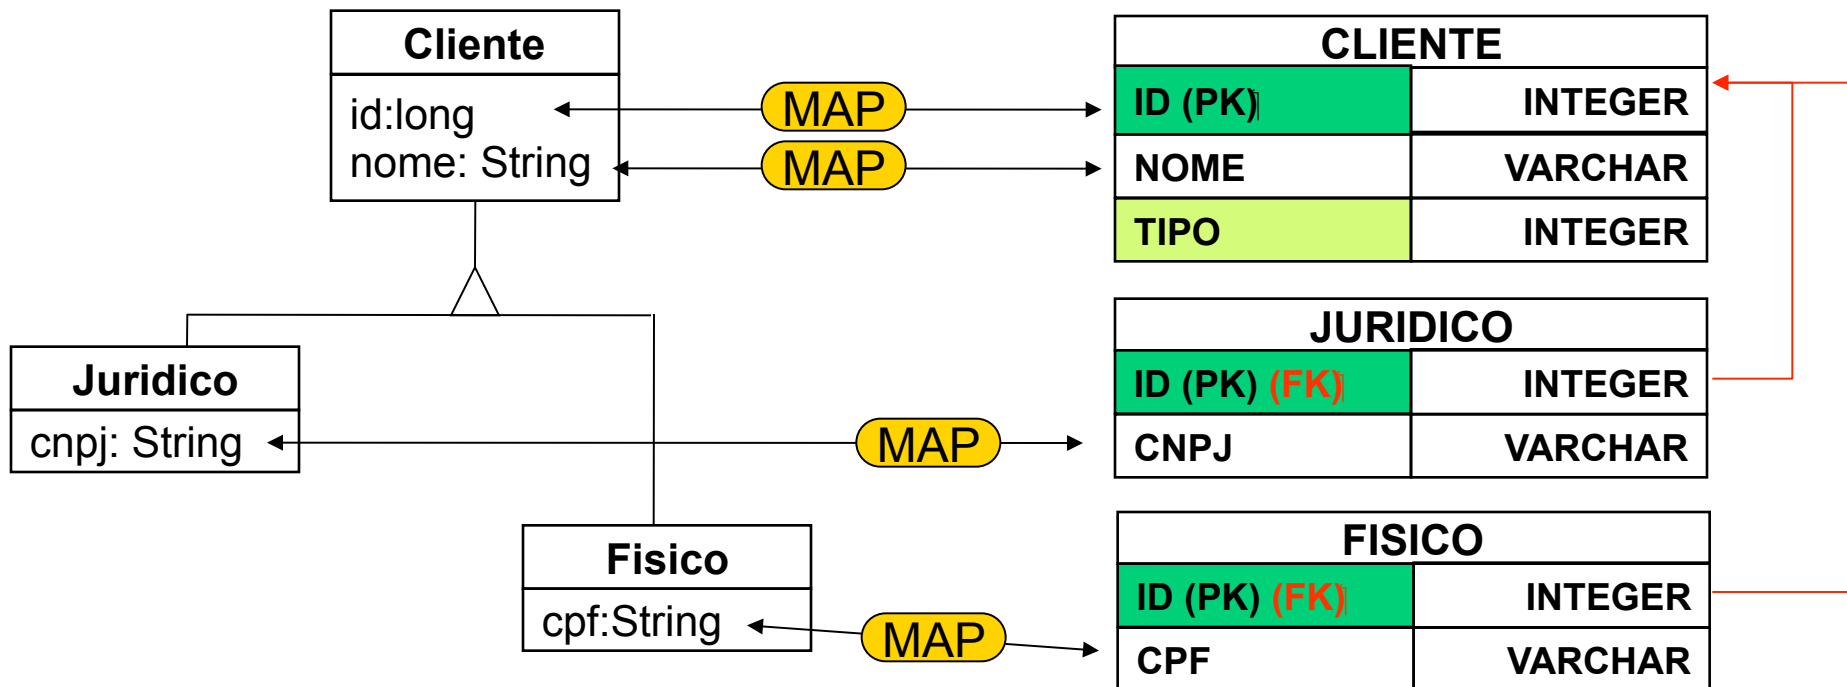 Cliente
id:long
nome: String
Juridico
cnpj: String
Fisico
cpf:String
MAP
MAP
MAP
MAP
CLIENTE
ID (PK) INTEGER
NOME VARCHAR
TIPO INTEGER
JURIDICO
ID (PK) (FK) INTEGER
CNPJ VARCHAR
FISICO
ID (PK) (FK) INTEGER
CPF VARCHAR